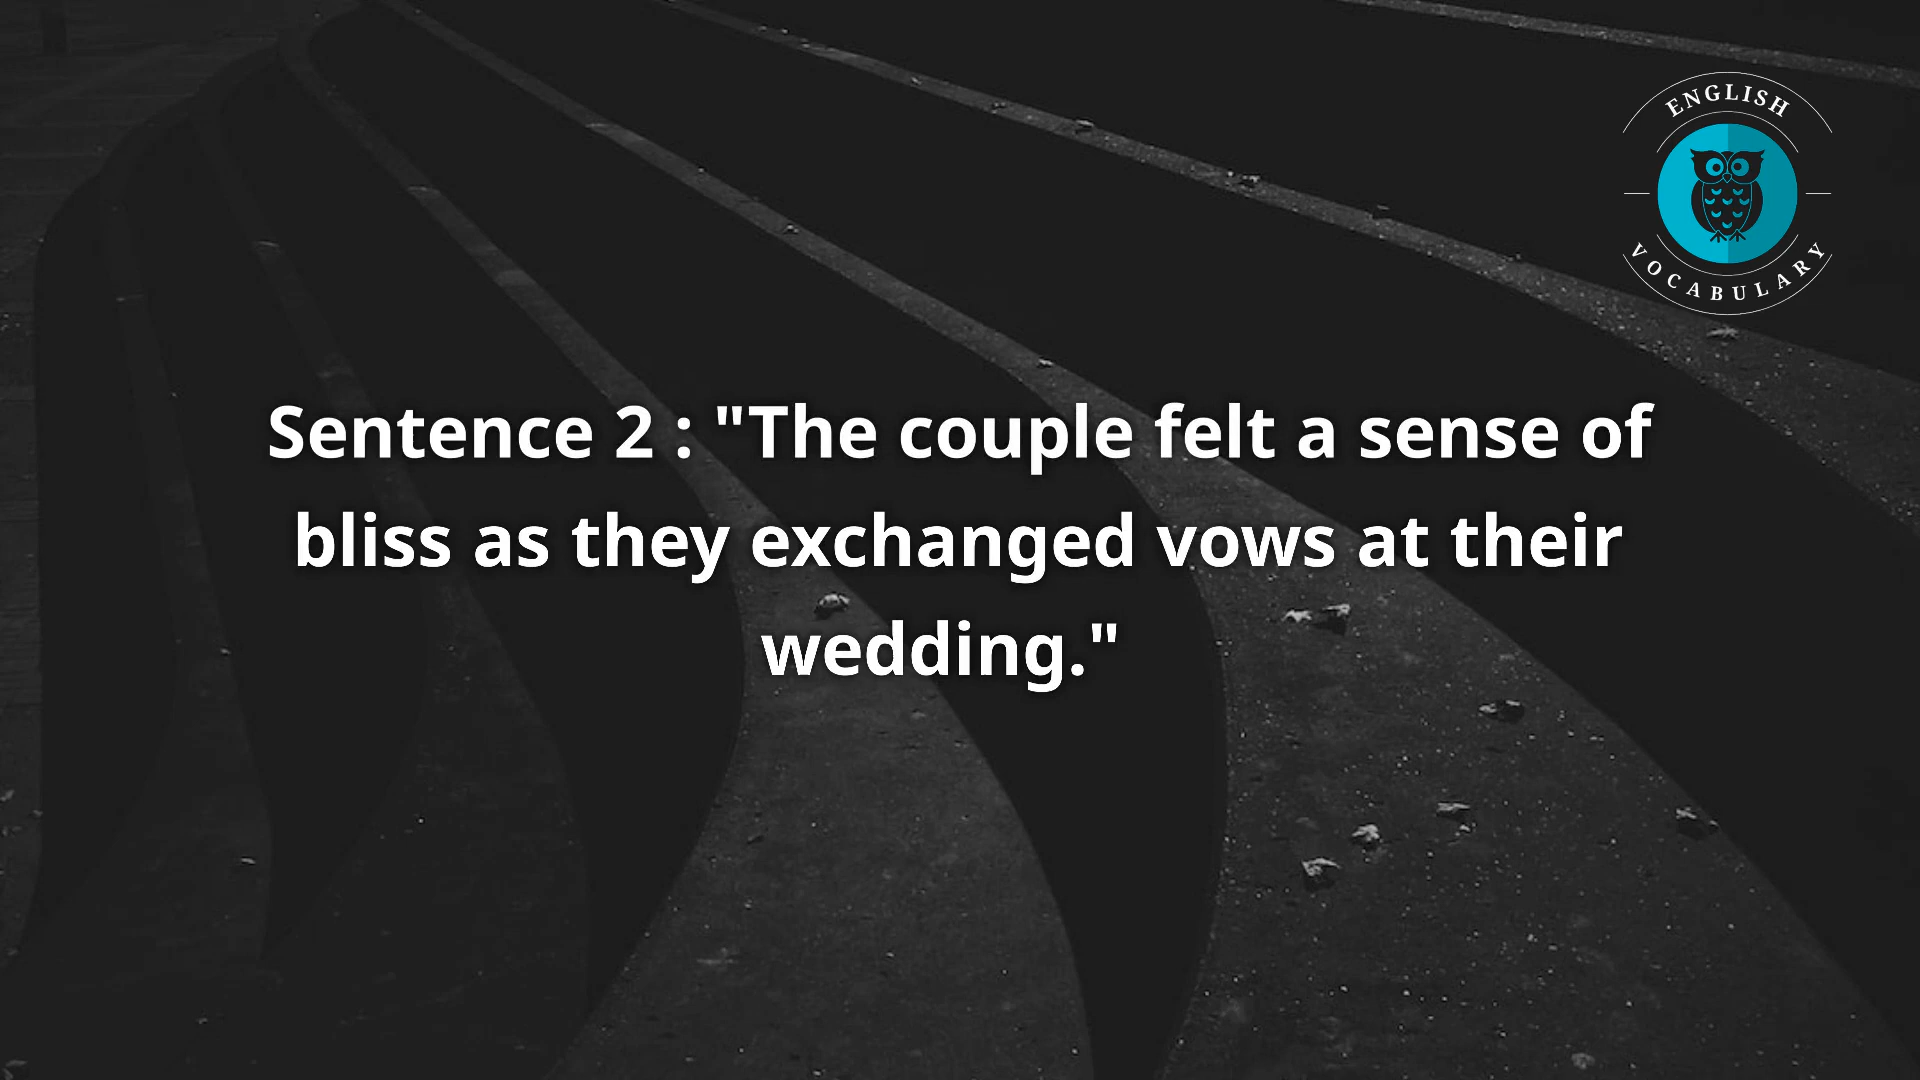 ENGLISH
VOCABULARY
Sentence 2 : "The couple felt a sense of
bliss as they exchanged vows at their
wedding."